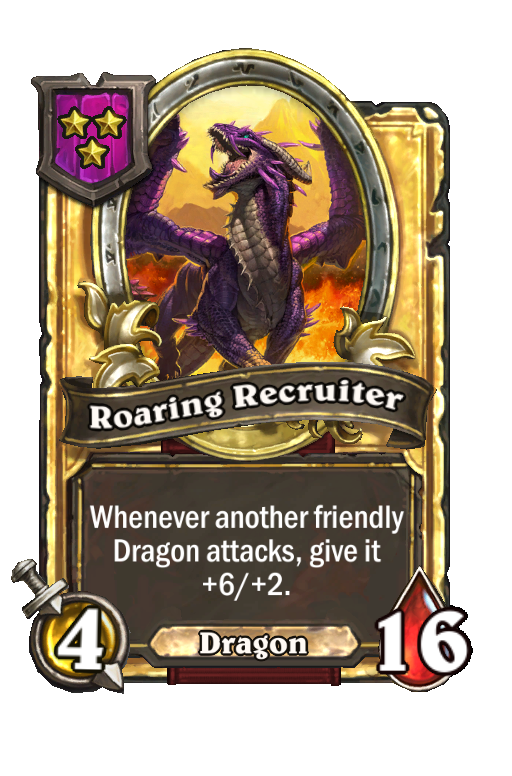 Roaring Recruiter
Whenever another friendly
Dragon attacks, give it
+6/+2.
4
Dragon
16